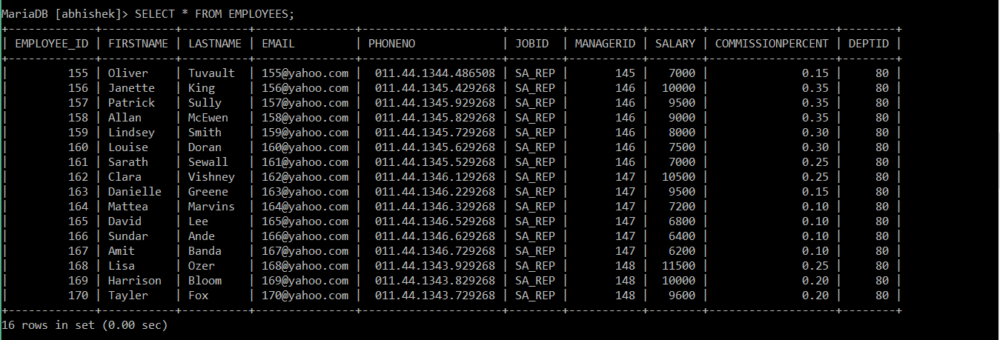 MariaDB [abhishek]> SELECT * FROM EMPLOYEES;
+-------------+-----------+----------+---------------+---------------------+--------+-----------+--------+-------------------+--------+
| EMPLOYEE_ID | FIRSTNAME | LASTNAME | EMAIL         | PHONENO             | JOBID  | MANAGERID | SALARY | COMMISSIONPERCENT | DEPTID |
+-------------+-----------+----------+---------------+---------------------+--------+-----------+--------+-------------------+--------+
|         155 | Oliver    | Tuvault  | 155@yahoo.com |  011.44.1344.486508 | SA_REP |       145 |   7000 |              0.15 |     80 |
|         156 | Janette   | King     | 156@yahoo.com |  011.44.1345.429268 | SA_REP |       146 |  10000 |              0.35 |     80 |
|         157 | Patrick   | Sully    | 157@yahoo.com |  011.44.1345.929268 | SA_REP |       146 |   9500 |              0.35 |     80 |
|         158 | Allan     | McEwen   | 158@yahoo.com |  011.44.1345.829268 | SA_REP |       146 |   9000 |              0.35 |     80 |
|         159 | Lindsey   | Smith    | 159@yahoo.com |  011.44.1345.729268 | SA_REP |       146 |   8000 |              0.30 |     80 |
|         160 | Louise    | Doran    | 160@yahoo.com |  011.44.1345.629268 | SA_REP |       146 |   7500 |              0.30 |     80 |
|         161 | Sarath    | Sewall   | 161@yahoo.com |  011.44.1345.529268 | SA_REP |       146 |   7000 |              0.25 |     80 |
|         162 | Clara     | Vishney  | 162@yahoo.com |  011.44.1346.129268 | SA_REP |       147 |  10500 |              0.25 |     80 |
|         163 | Danielle  | Greene   | 163@yahoo.com |  011.44.1346.229268 | SA_REP |       147 |   9500 |              0.15 |     80 |
|         164 | Mattea    | Marvins  | 164@yahoo.com |  011.44.1346.329268 | SA_REP |       147 |   7200 |              0.10 |     80 |
|         165 | David     | Lee      | 165@yahoo.com |  011.44.1346.529268 | SA_REP |       147 |   6800 |              0.10 |     80 |
|         166 | Sundar    | Ande     | 166@yahoo.com |  011.44.1346.629268 | SA_REP |       147 |   6400 |              0.10 |     80 |
|         167 | Amit      | Banda    | 167@yahoo.com |  011.44.1346.729268 | SA_REP |       147 |   6200 |              0.10 |     80 |
|         168 | Lisa      | Ozer     | 168@yahoo.com |  011.44.1343.929268 | SA_REP |       148 |  11500 |              0.25 |     80 |
|         169 | Harrison  | Bloom    | 169@yahoo.com |  011.44.1343.829268 | SA_REP |       148 |  10000 |              0.20 |     80 |
|         170 | Tayler    | Fox      | 170@yahoo.com |  011.44.1343.729268 | SA_REP |       148 |   9600 |              0.20 |     80 |
+-------------+-----------+----------+---------------+---------------------+--------+-----------+--------+-------------------+--------+
16 rows in set (0.00 sec)